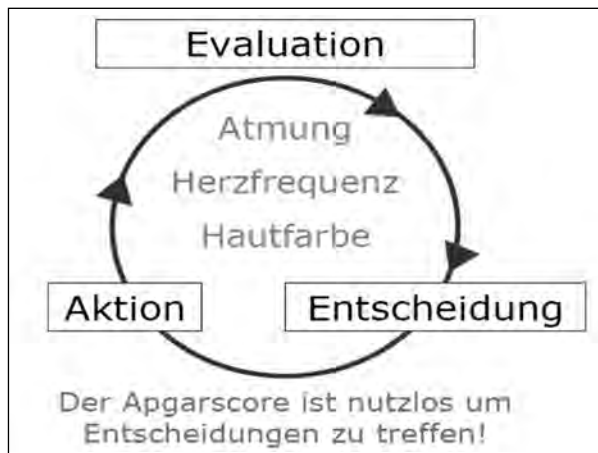 Evaluation
Atmung
Herzfrequenz
Hautfarbe
Aktion
Entscheidung
Der Apgarscore ist nutzlos um
Entscheidungen zu treffen!